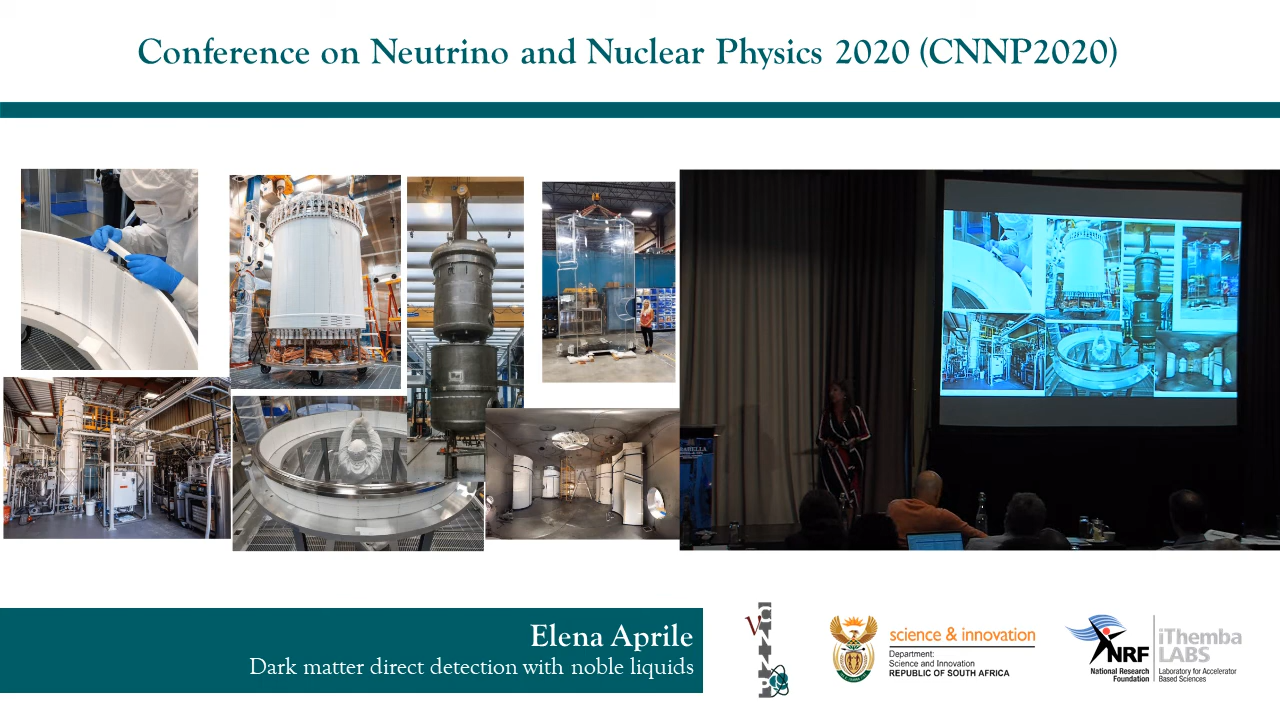 Conference on Neutrino and Nuclear Physics 2020 (CNNP2020)
Elena Aprile
Dark matter direct detection with noble liquids
ν
CNNP
science & innovation
Department:
Science and Innovation
REPUBLIC OF SOUTH AFRICA
NRF
National Research
Foundation
iThemba
LABS
Laboratory for Accelerator
Based Sciences